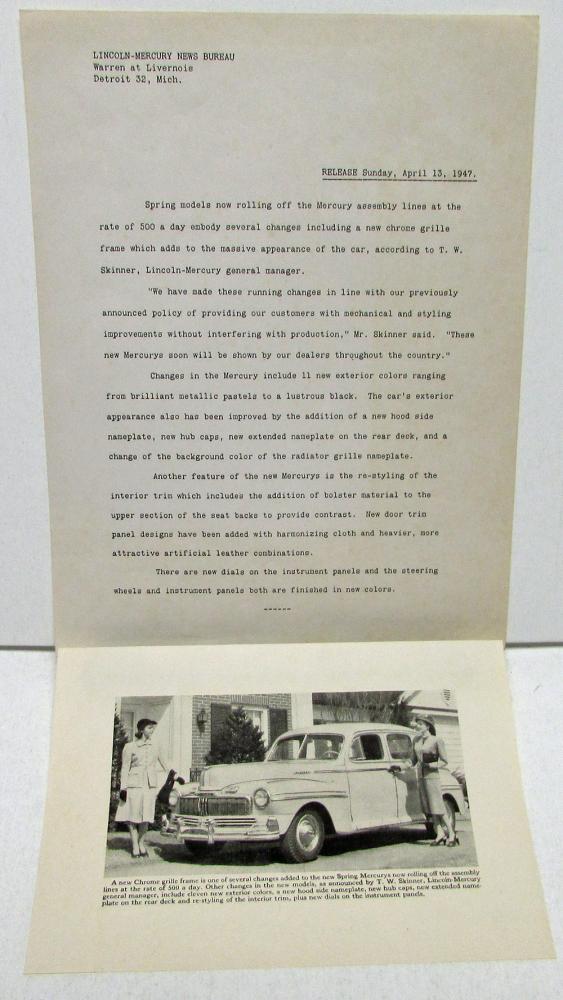 LINCOLN-MERCURY NEWS BUREAU
Warren at Livernois
Detroit 32, Mich.
RELEASE Sunday, April 13, 1947.
Spring models now rolling off the Mercury assembly lines at the
rate of 500 a day embody several changes including a new chrome grille
frame which adds to the massive appearance of the car, according to T. W.
Skinner, Lincoln-Mercury general manager.
"We have made these running changes in line with our previously
announced policy of providing our customers with mechanical and styling
improvements without interfering with production," Mr. Skinner said. "These
new Mercurys soon will be shown by our dealers throughout the country."
Changes in the Mercury include 11 new exterior colors ranging
from brilliant metallic pastels to a lustrous black. The car's exterior
appearance also has been improved by the addition of a new hood side
nameplate, new hub caps, new extended nameplate on the rear deck, and a
change of the background color of the radiator grille nameplate.
Another feature of the new Mercurys is the re-styling of the
interior trim which includes the addition of bolster material to the
upper section of the seat backs to provide contrast. New door trim
panel designs have been added with harmonizing cloth and heavier, more
attractive artificial leather combinations.
There are new dials on the instrument panels and the steering
wheels and instrument panels both are finished in new colors.
------
A new Chrome grille frame is one of several changes added to the new Spring Mercurys now rolling off the assembly
lines at the rate of 500 a day. Other changes in the new models, as announced by T. W. Skinner, Lincoln-Mercury
general manager, include eleven new exterior colors, a new hood side nameplate, new hub caps, new extended name-
plate on the rear deck and re-styling of the interior trim, plus new dials on the instrument panels.